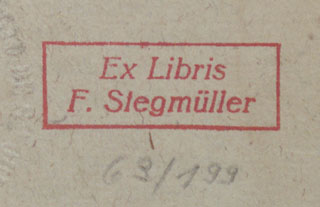 Ex Libris
F. Stegmüller
63/199